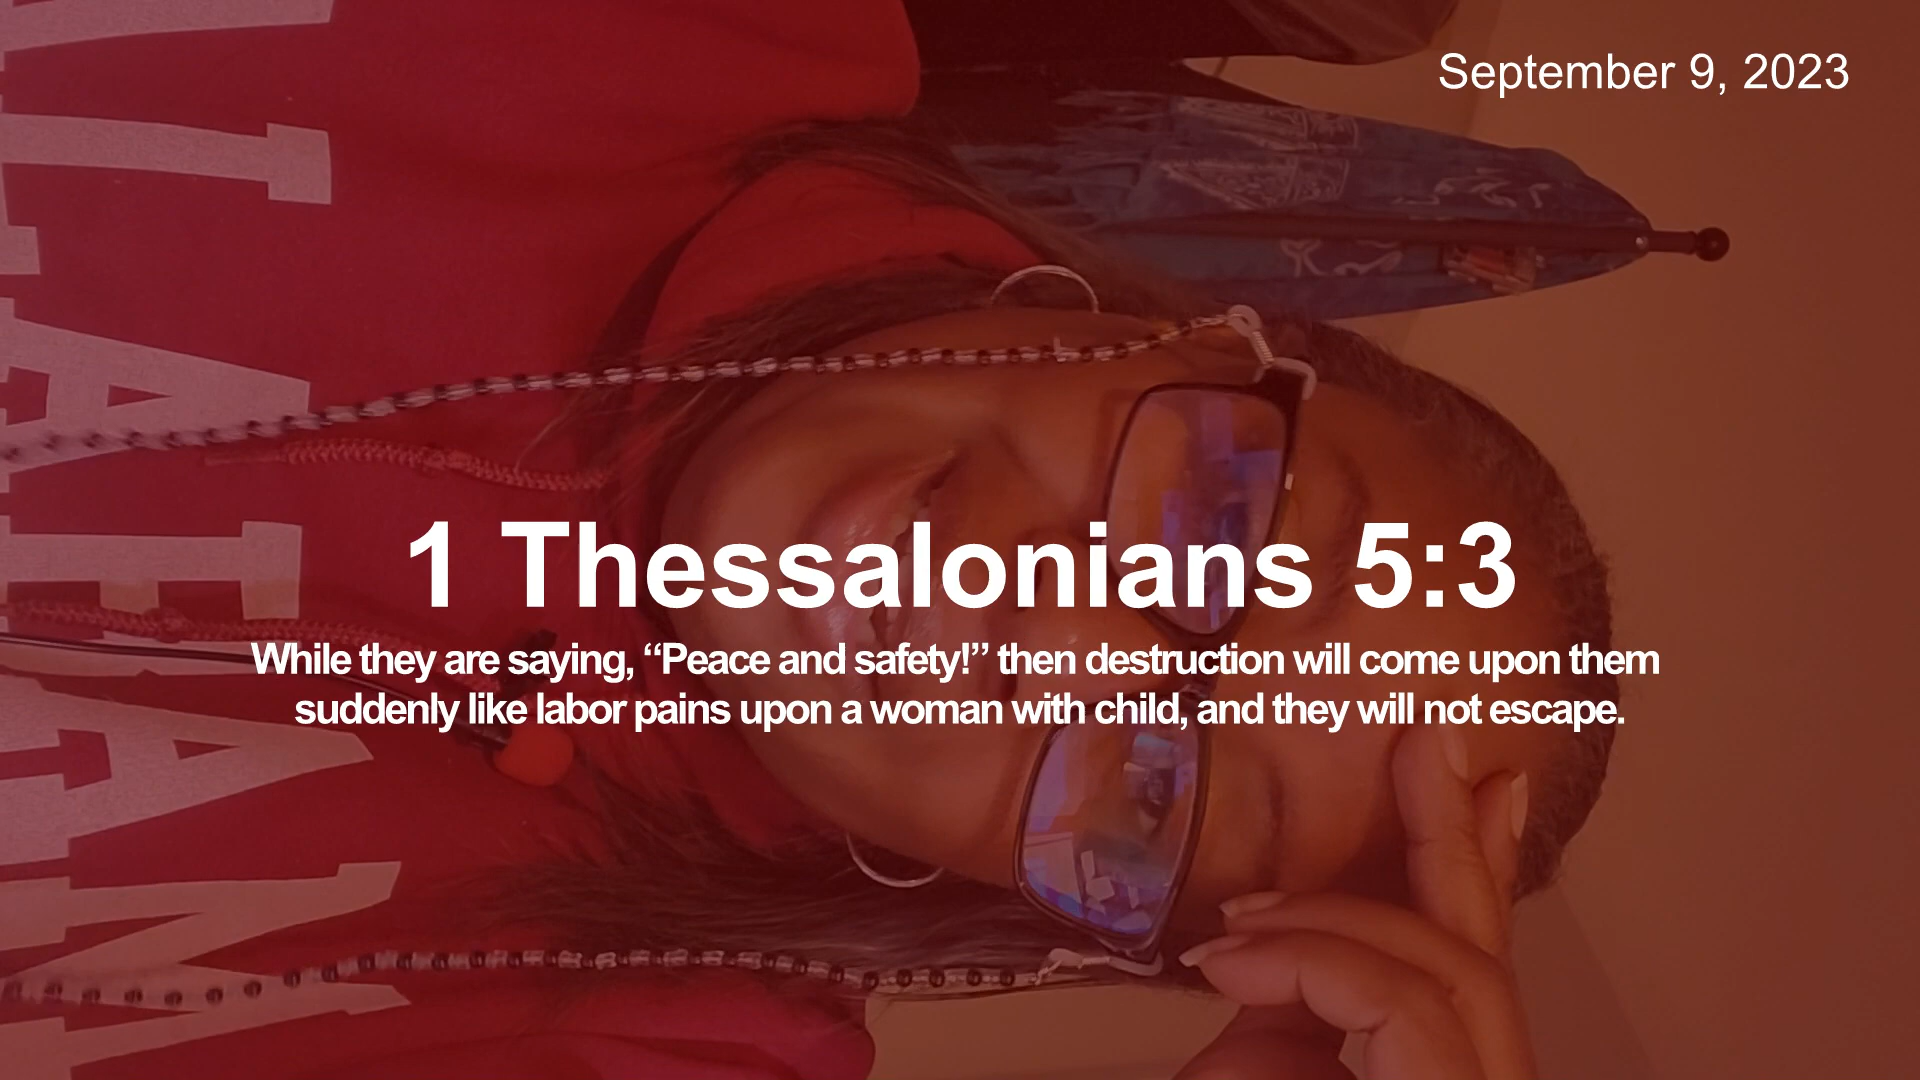 September 9, 2023
1 Thessalonians 5:3
While they are saying, “Peace and safety!” then destruction will come upon them
suddenly like labor pains upon a woman with child, and they will not escape.